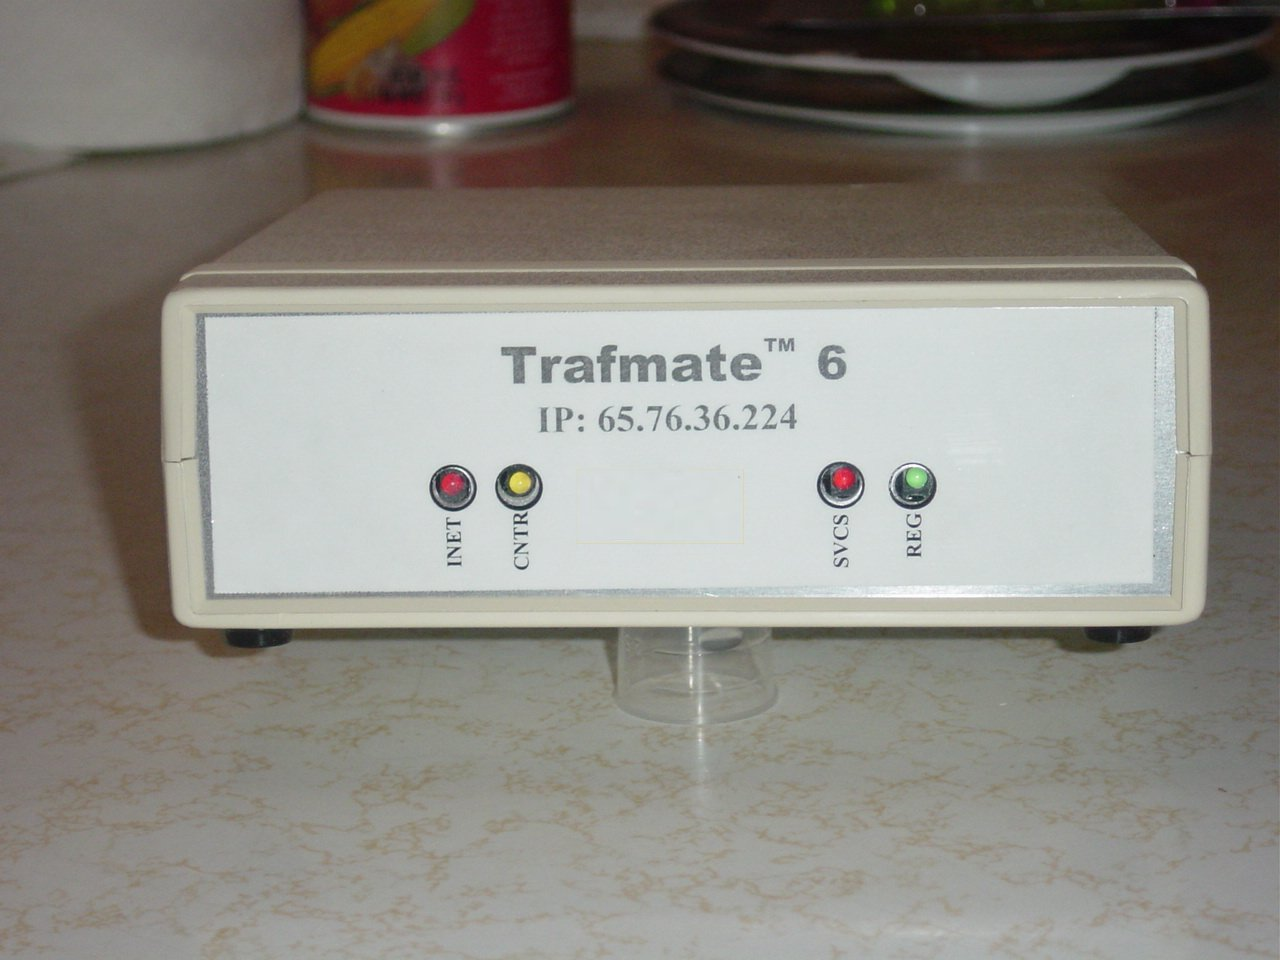 Trafmate™ 6
IP: 65.76.36.224
INET
CNTR
SVCS
REG